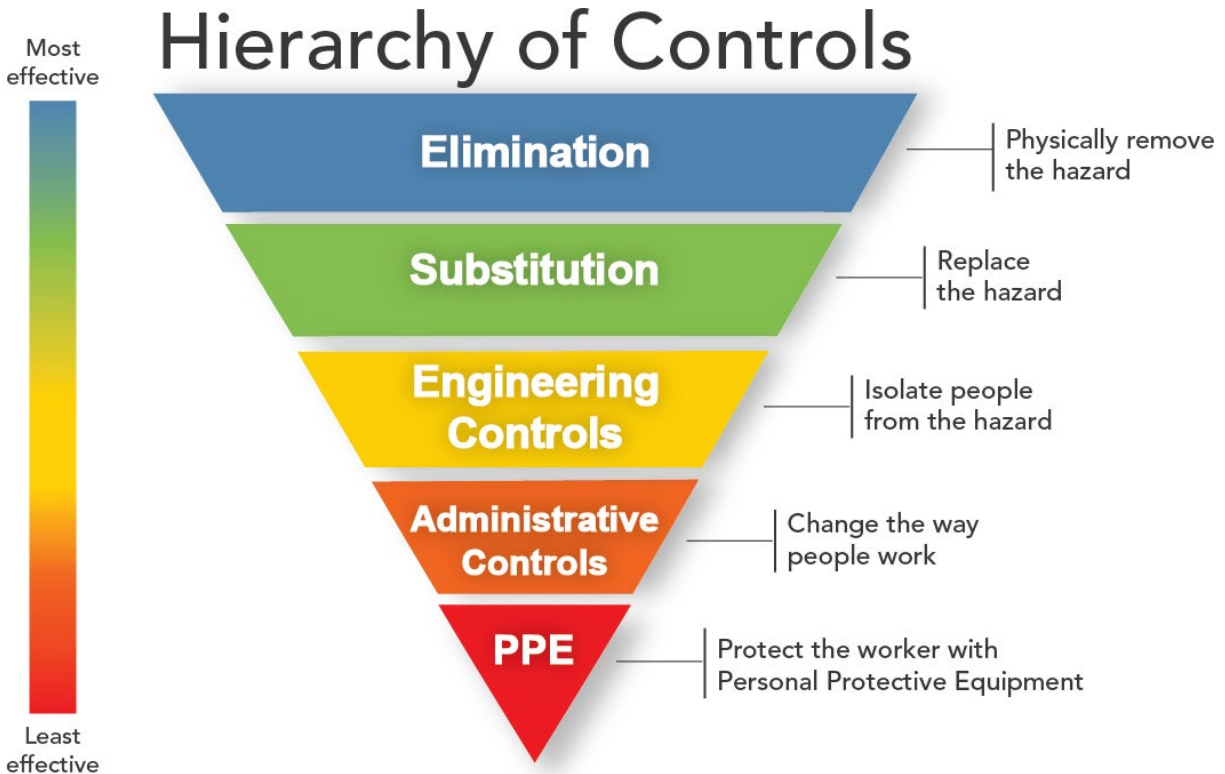 Hierarchy of Controls
Most
effective
Elimination
Physically remove
the hazard
Substitution
Replace
the hazard
Engineering
Controls
Isolate people
from the hazard
Administrative
Controls
Change the way
people work
PPE
Protect the worker with
Personal Protective Equipment
Least
effective